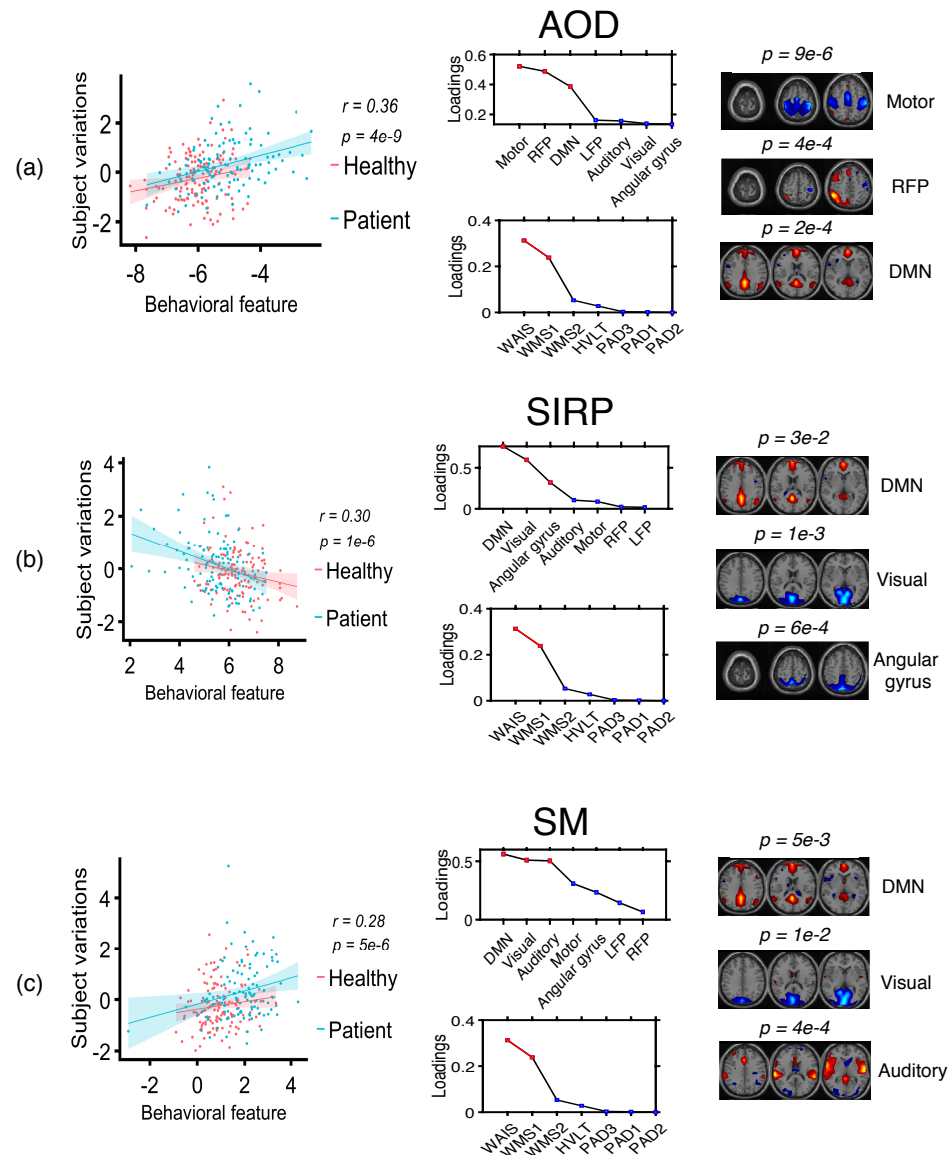 AOD
(a)
Subject variations
2
0
-2
-8
-6
-4
Behavioral feature
r = 0.36
p = 4e-9
Healthy
Patient
Loadings
0.6
0.4
0.2
Motor
RFP
DMN
LFP
Auditory
Visual
Angular gyrus
Loadings
0.4
0.2
0
WAIS
WMS1
WMS2
HVLT
PAD3
PAD1
PAD2
p = 9e-6
Motor
p = 4e-4
RFP
p = 2e-4
DMN
SIRP
(b)
Subject variations
4
2
0
-2
2
4
6
8
Behavioral feature
r = 0.30
p = 1e-6
Healthy
Patient
Loadings
0.5
0
DMN
Visual
Angular gyrus
Auditory
Motor
RFP
LFP
Loadings
0.4
0.2
0
WAIS
WMS1
WMS2
HVLT
PAD3
PAD1
PAD2
p = 3e-2
DMN
p = 1e-3
Visual
p = 6e-4
Angular
gyrus
SM
(c)
Subject variations
4
2
0
-2
-2
0
2
4
Behavioral feature
r = 0.28
p = 5e-6
Healthy
Patient
Loadings
0.5
0
DMN
Visual
Auditory
Motor
Angular gyrus
LFP
RFP
Loadings
0.4
0.2
0
WAIS
WMS1
WMS2
HVLT
PAD3
PAD1
PAD2
p = 5e-3
DMN
p = 1e-2
Visual
p = 4e-4
Auditory